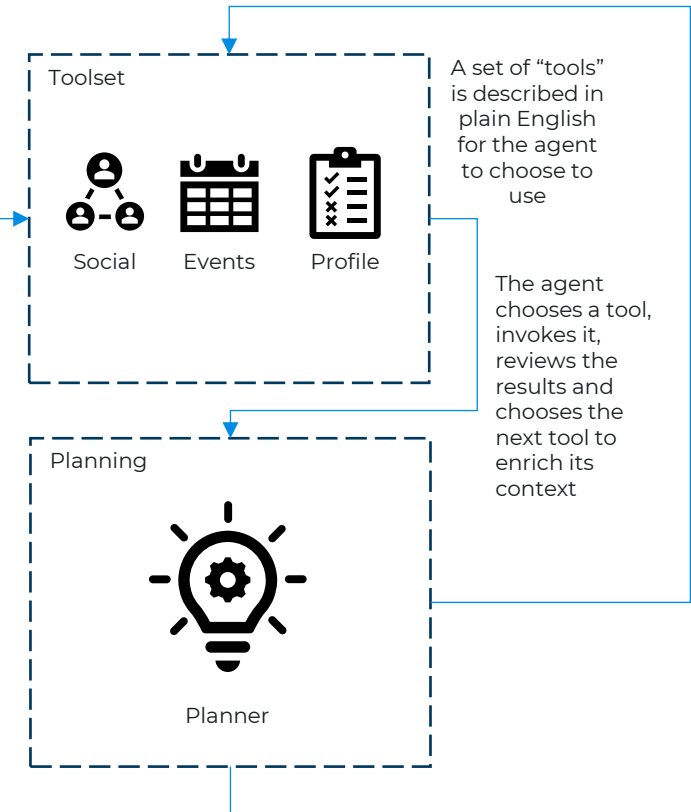 Toolset
Social
Events
Profile
A set of “tools”
is described in
plain English
for the agent
to choose to
use
The agent
chooses a tool,
invokes it,
reviews the
results and
chooses the
next tool to
enrich its
context
Planning
Planner